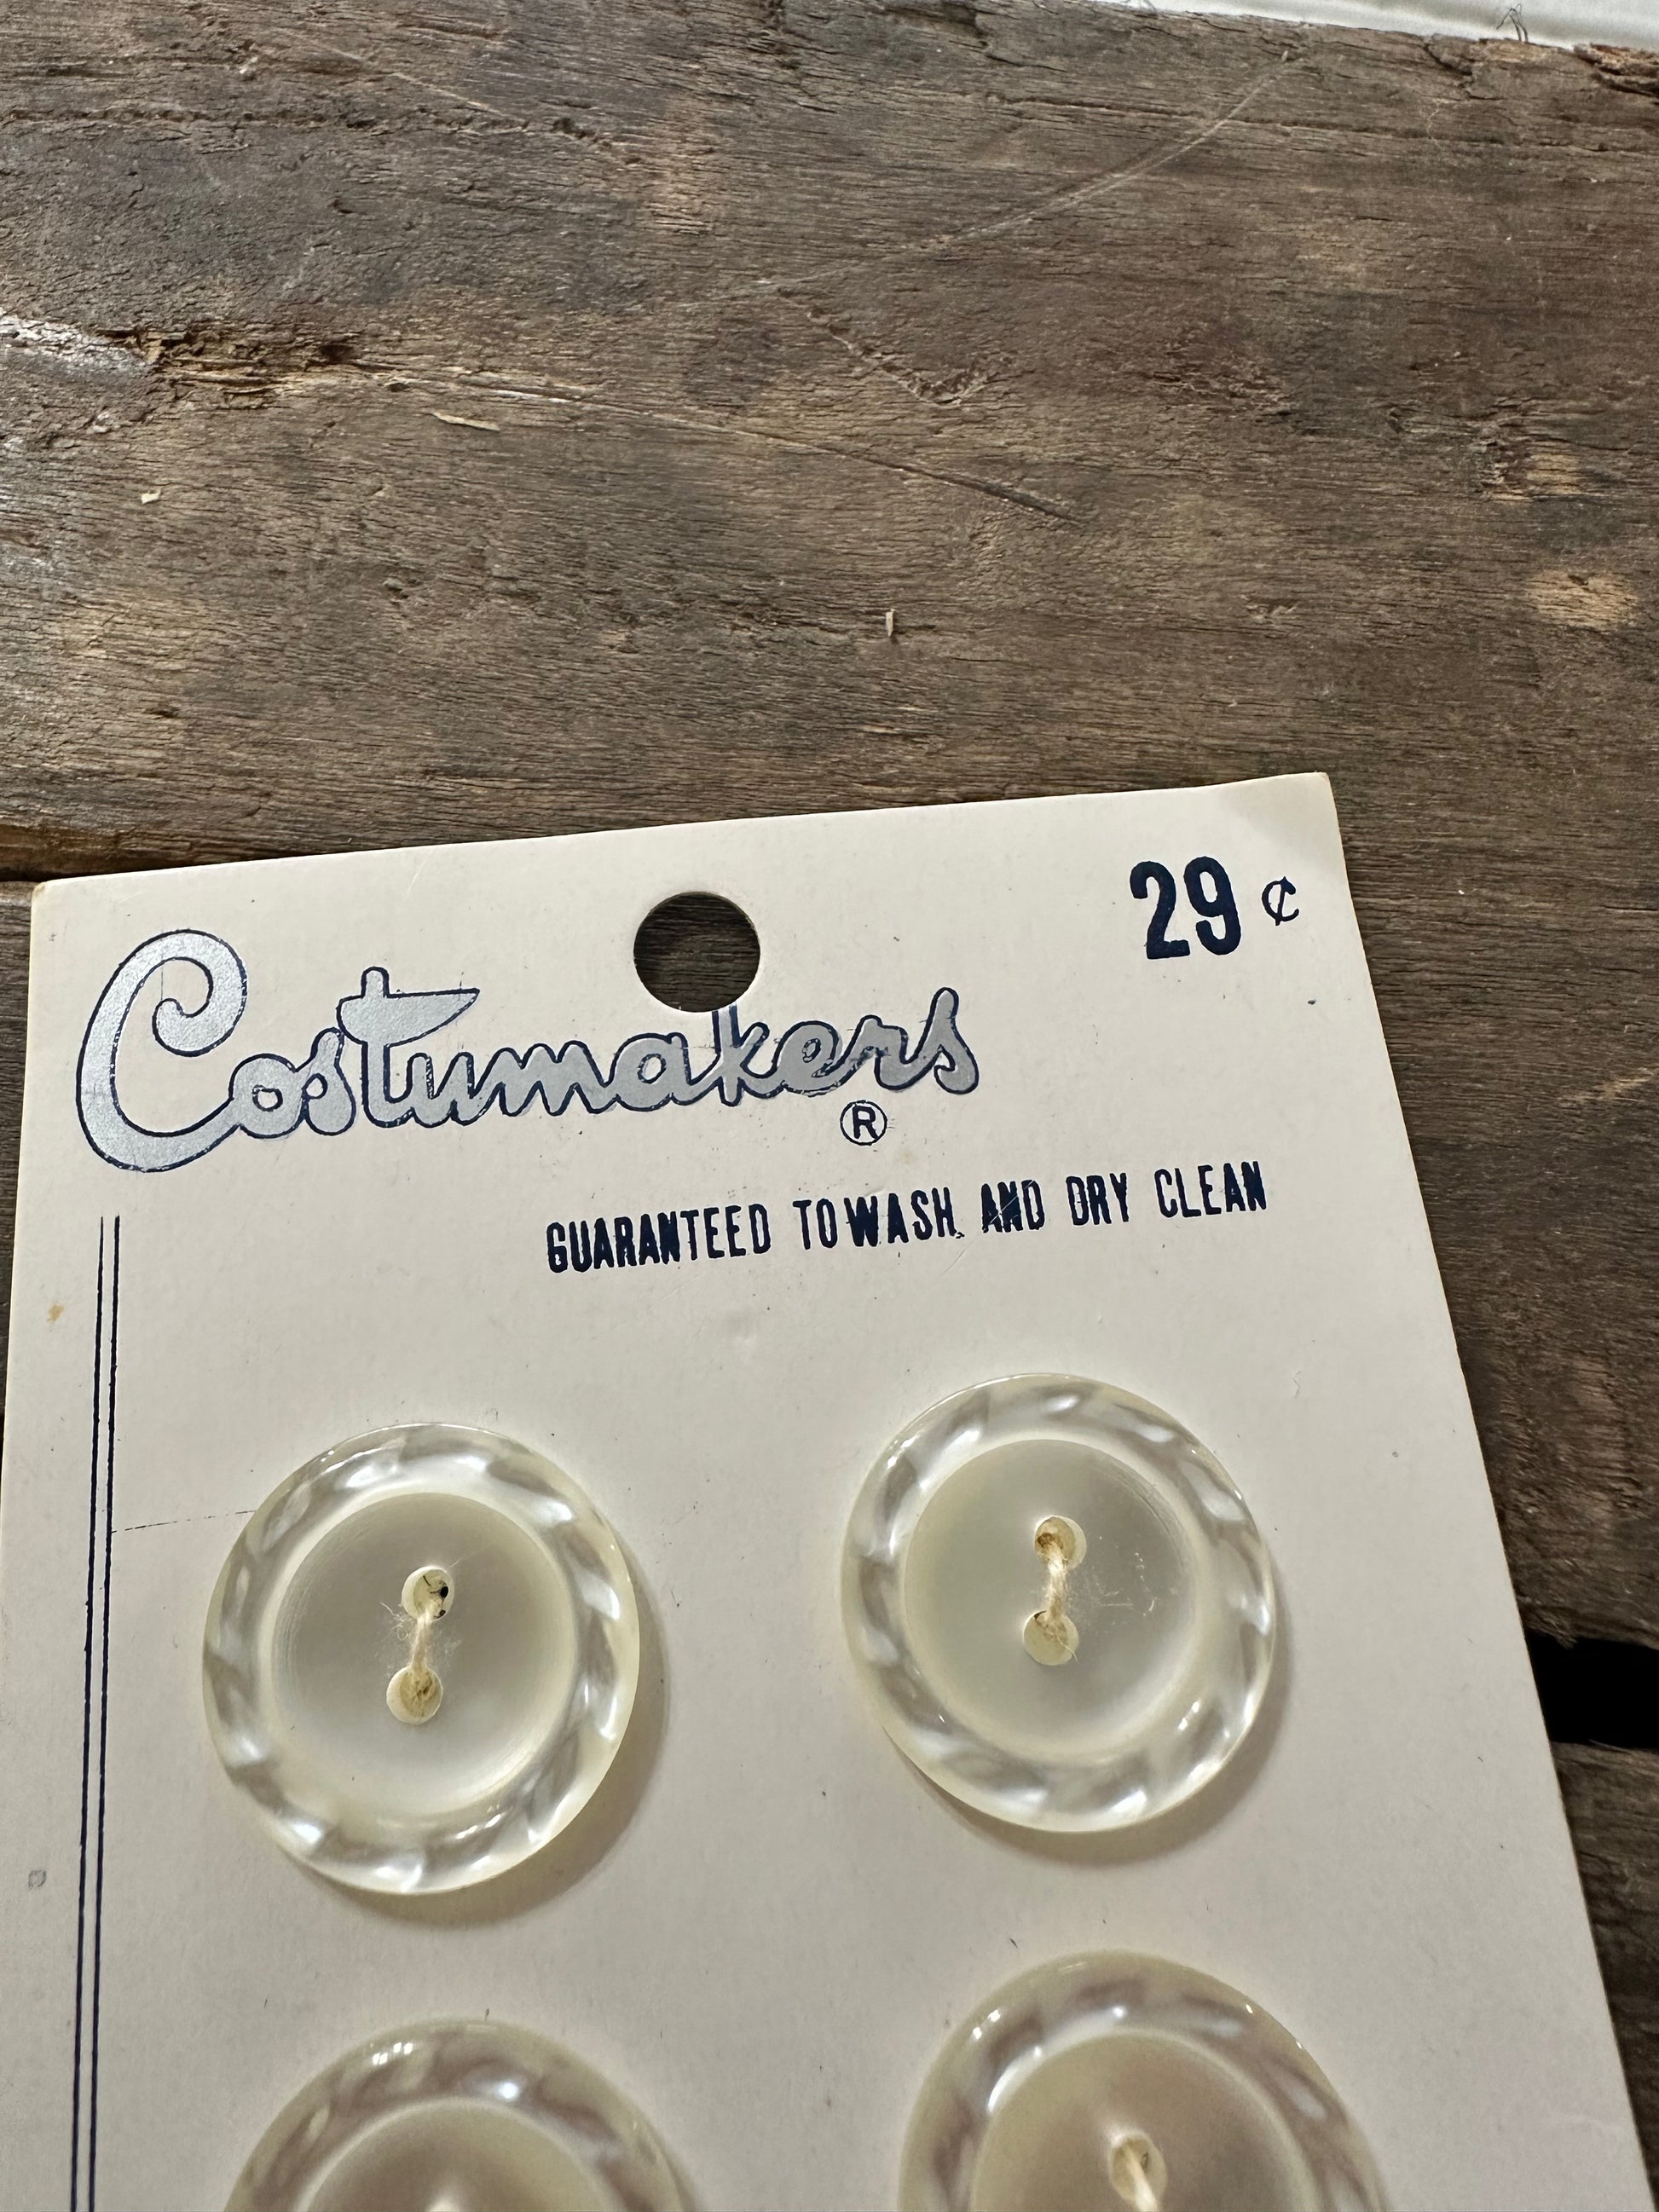 29 ¢
Costumakers
®
GUARANTEED TO WASH AND DRY CLEAN